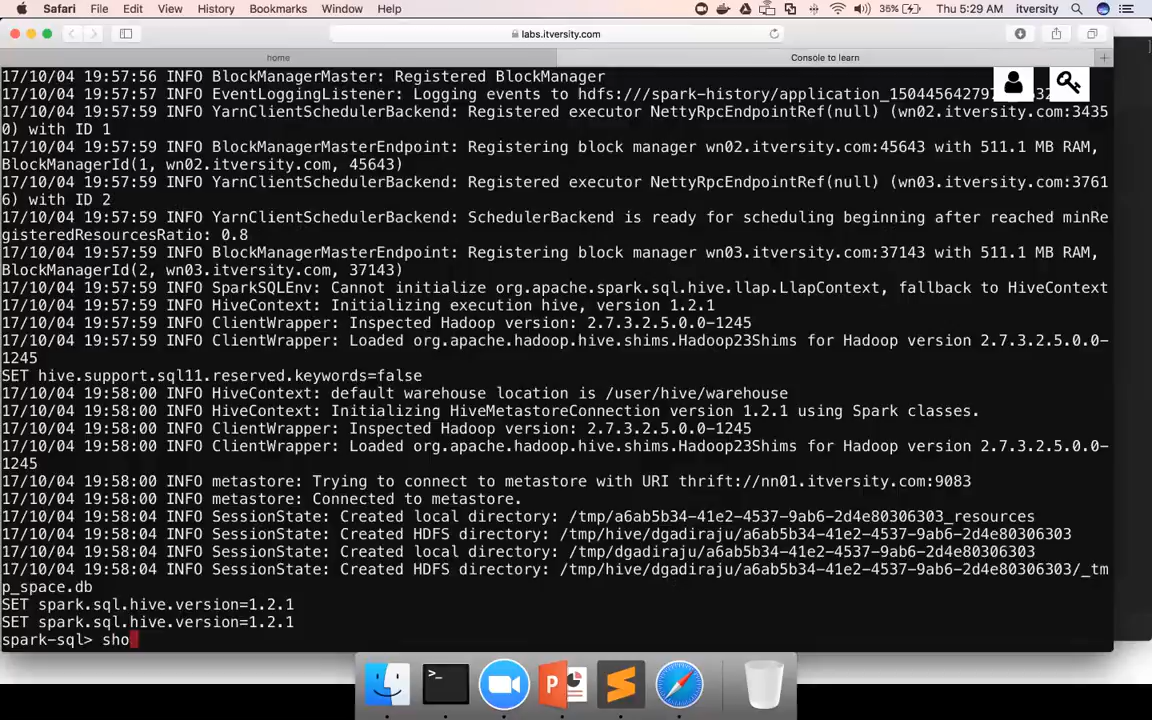 Safari File Edit View History Bookmarks Window Help 35% Thu 5:29 AM itversity
labs.itversity.com
home Console to learn
17/10/04 19:57:56 INFO BlockManagerMaster: Registered BlockManager
17/10/04 19:57:57 INFO EventLoggingListener: Logging events to hdfs:///spark-history/application_15044564279
17/10/04 19:57:59 INFO YarnClientSchedulerBackend: Registered executor NettyRpcEndpointRef(null) (wn02.itversity.com:3435
0) with ID 1
17/10/04 19:57:59 INFO BlockManagerMasterEndpoint: Registering block manager wn02.itversity.com:45643 with 511.1 MB RAM,
BlockManagerId(1, wn02.itversity.com, 45643)
17/10/04 19:57:59 INFO YarnClientSchedulerBackend: Registered executor NettyRpcEndpointRef(null) (wn03.itversity.com:3761
6) with ID 2
17/10/04 19:57:59 INFO YarnClientSchedulerBackend: SchedulerBackend is ready for scheduling beginning after reached minRe
gisteredResourcesRatio: 0.8
17/10/04 19:57:59 INFO BlockManagerMasterEndpoint: Registering block manager wn03.itversity.com:37143 with 511.1 MB RAM,
BlockManagerId(2, wn03.itversity.com, 37143)
17/10/04 19:57:59 INFO SparkSQLEnv: Cannot initialize org.apache.spark.sql.hive.llap.LlapContext, fallback to HiveContext
17/10/04 19:57:59 INFO HiveContext: Initializing execution hive, version 1.2.1
17/10/04 19:57:59 INFO ClientWrapper: Inspected Hadoop version: 2.7.3.2.5.0.0-1245
17/10/04 19:57:59 INFO ClientWrapper: Loaded org.apache.hadoop.hive.shims.Hadoop23Shims for Hadoop version 2.7.3.2.5.0.0-
1245
SET hive.support.sql11.reserved.keywords=false
17/10/04 19:58:00 INFO HiveContext: default warehouse location is /user/hive/warehouse
17/10/04 19:58:00 INFO HiveContext: Initializing HiveMetastoreConnection version 1.2.1 using Spark classes.
17/10/04 19:58:00 INFO ClientWrapper: Inspected Hadoop version: 2.7.3.2.5.0.0-1245
17/10/04 19:58:00 INFO ClientWrapper: Loaded org.apache.hadoop.hive.shims.Hadoop23Shims for Hadoop version 2.7.3.2.5.0.0-
1245
17/10/04 19:58:00 INFO metastore: Trying to connect to metastore with URI thrift://nn01.itversity.com:9083
17/10/04 19:58:00 INFO metastore: Connected to metastore.
17/10/04 19:58:04 INFO SessionState: Created local directory: /tmp/a6ab5b34-41e2-4537-9ab6-2d4e80306303_resources
17/10/04 19:58:04 INFO SessionState: Created HDFS directory: /tmp/hive/dgadiraju/a6ab5b34-41e2-4537-9ab6-2d4e80306303
17/10/04 19:58:04 INFO SessionState: Created local directory: /tmp/dgadiraju/a6ab5b34-41e2-4537-9ab6-2d4e80306303
17/10/04 19:58:04 INFO SessionState: Created HDFS directory: /tmp/hive/dgadiraju/a6ab5b34-41e2-4537-9ab6-2d4e80306303/_tm
p_space.db
SET spark.sql.hive.version=1.2.1
SET spark.sql.hive.version=1.2.1
spark-sql> sho